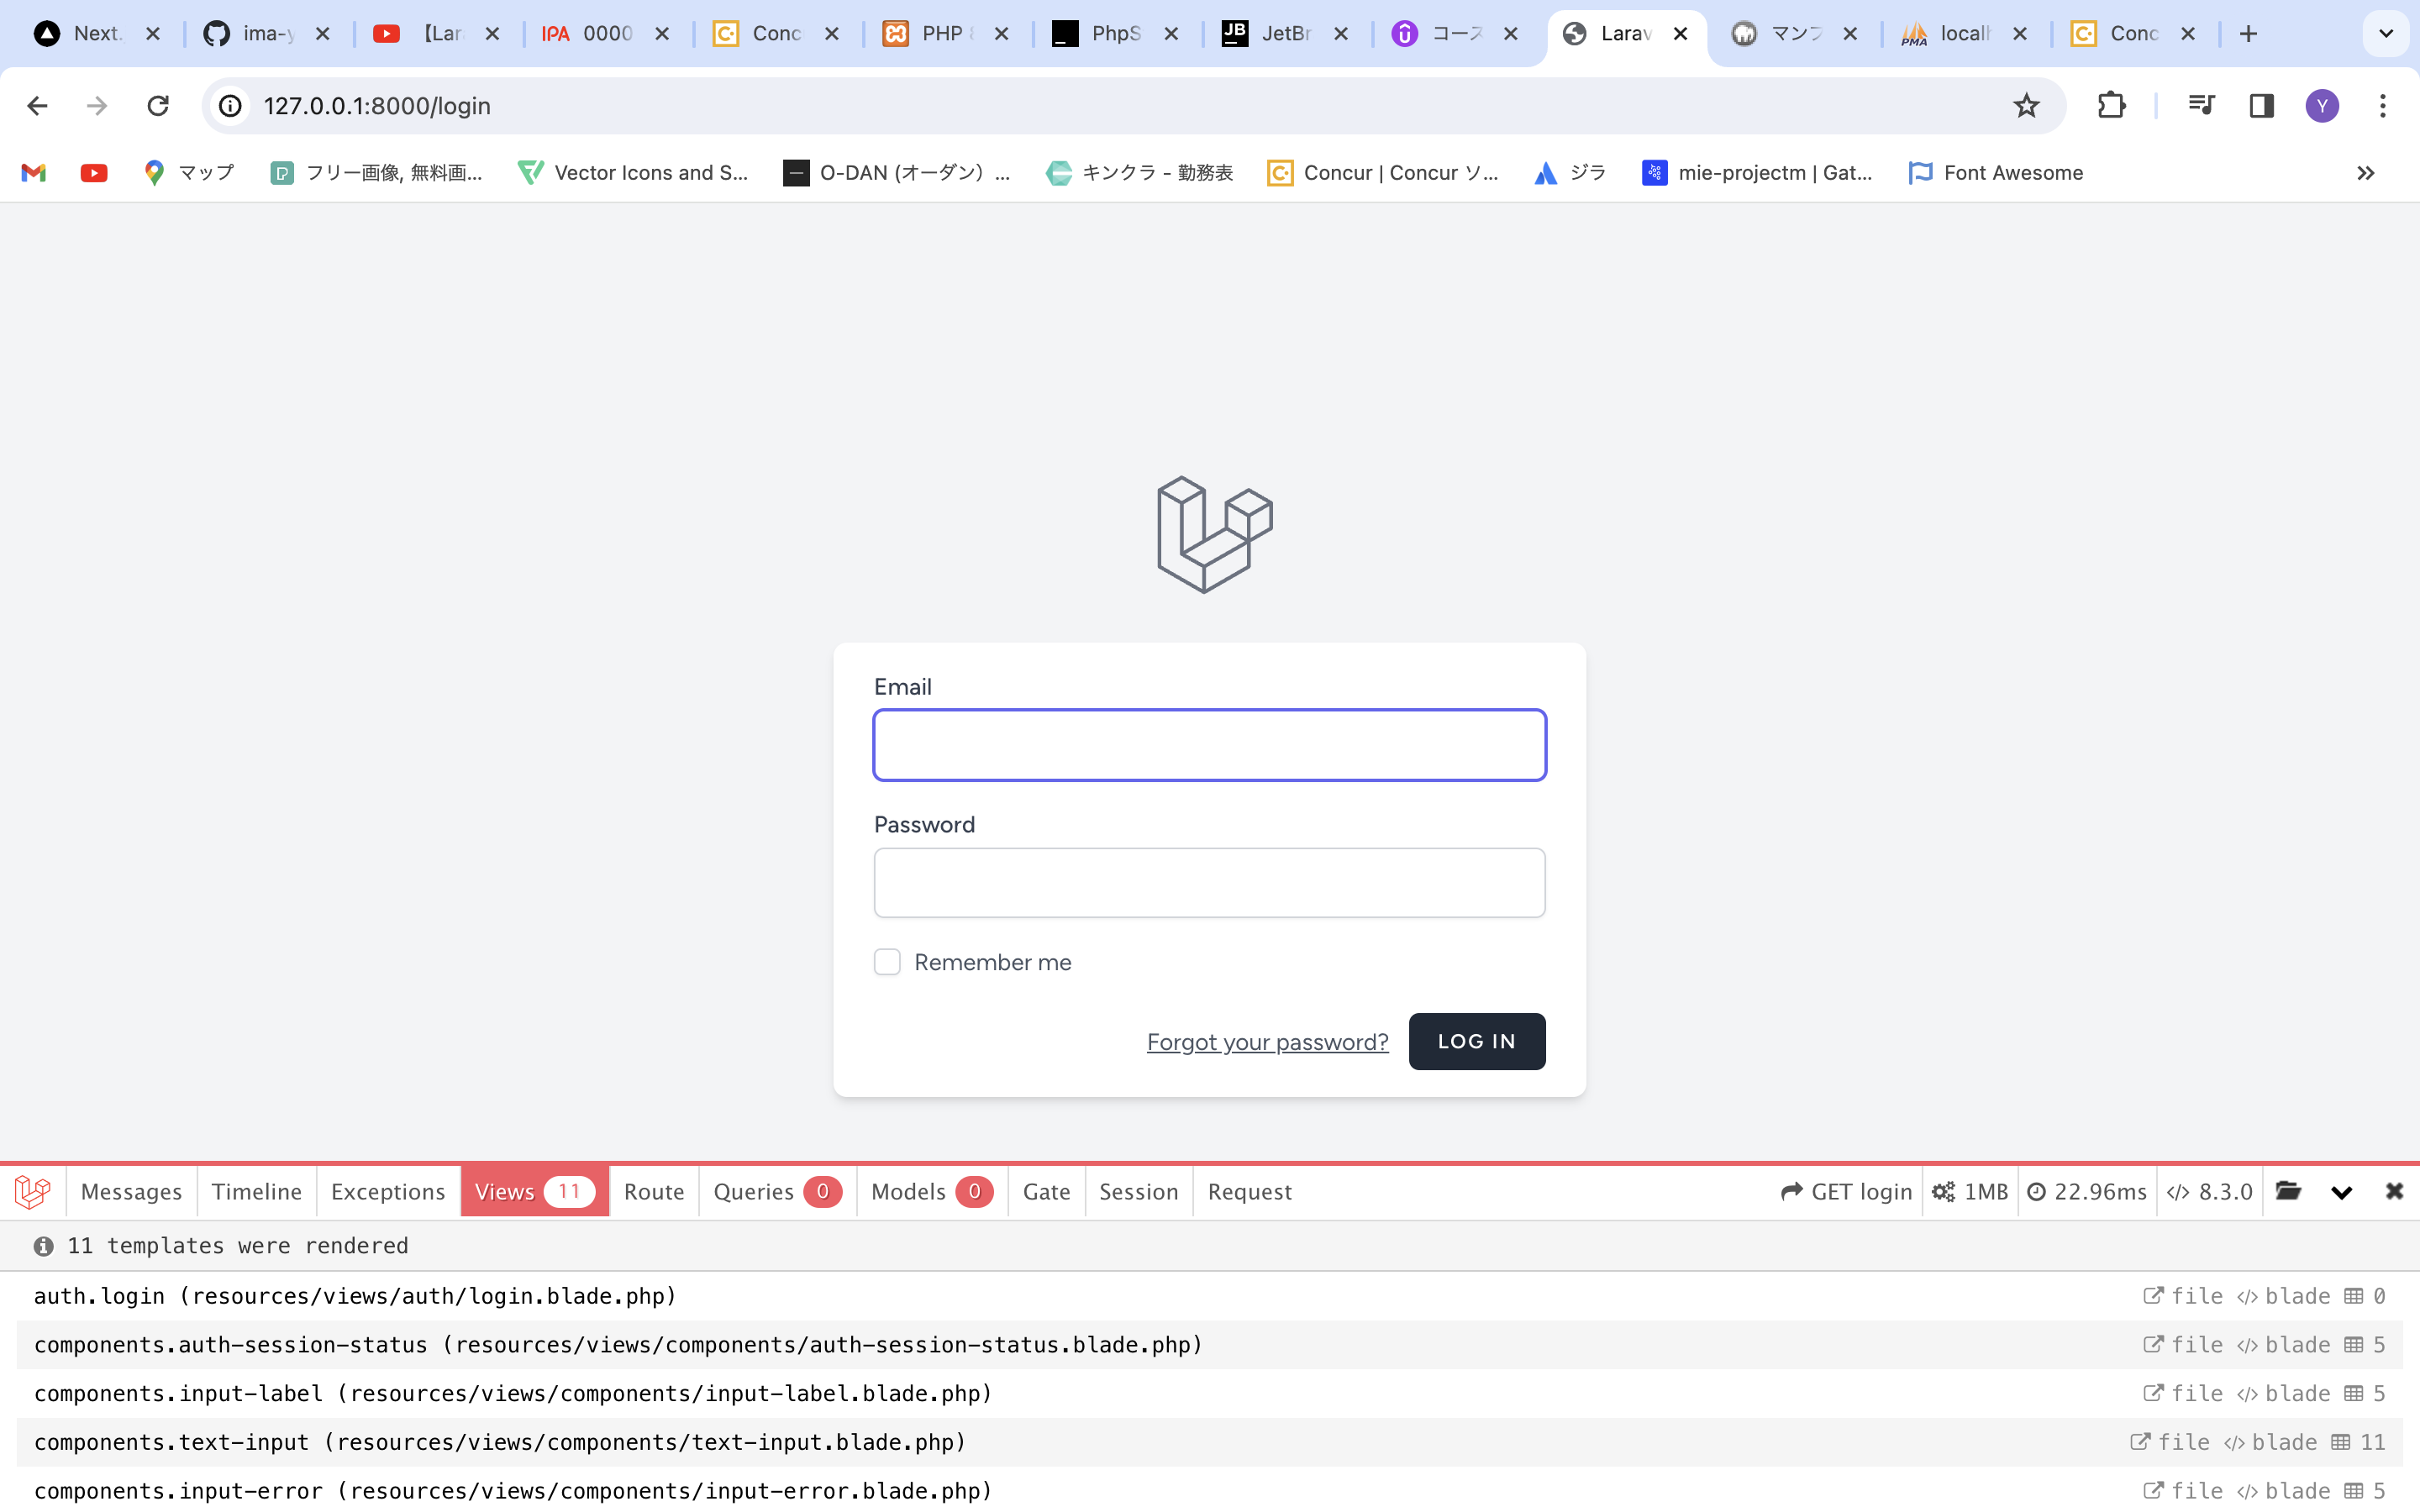 Next. ima-y 【Lar IPA 0000 Conc PHP 8 PhpS JB JetBr コース Larav マンプ PMA localh Conc
127.0.0.1:8000/login Y
マップ フリー画像, 無料画... Vector Icons and S... O-DAN (オーダン) ... キンクラ - 勤務表 Concur | Concur ソ... ジラ mie-projectm | Gat... Font Awesome
Email
Password
Remember me
Forgot your password? LOG IN
Messages Timeline Exceptions Views 11 Route Queries 0 Models 0 Gate Session Request GET login 1MB 22.96ms 8.3.0
11 templates were rendered
auth.login (resources/views/auth/login.blade.php) file blade 0
components.auth-session-status (resources/views/components/auth-session-status.blade.php) file blade 5
components.input-label (resources/views/components/input-label.blade.php) file blade 5
components.text-input (resources/views/components/text-input.blade.php) file blade 11
components.input-error (resources/views/components/input-error.blade.php) file blade 5